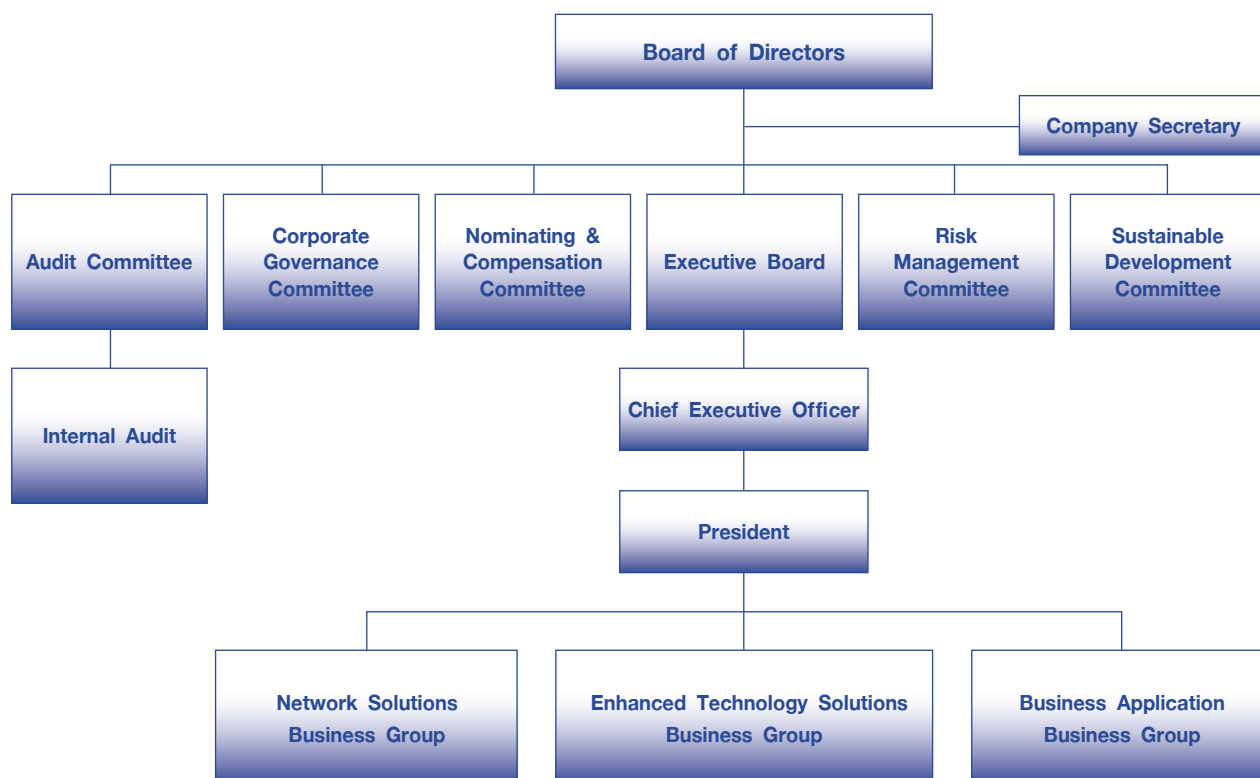 Board of Directors
Company Secretary
Audit Committee
Corporate
Governance
Committee
Nominating &
Compensation
Committee
Executive Board
Risk
Management
Committee
Sustainable
Development
Committee
Internal Audit
Chief Executive Officer
President
Network Solutions
Business Group
Enhanced Technology Solutions
Business Group
Business Application
Business Group